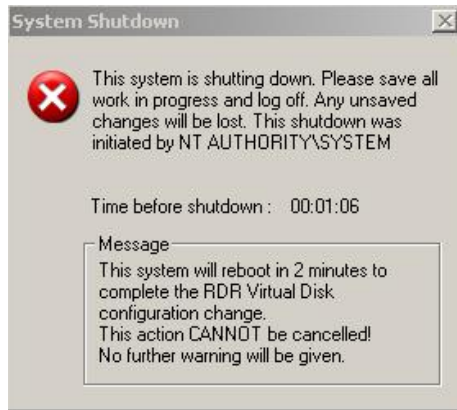 System Shutdown
This system is shutting down. Please save all
work in progress and log off. Any unsaved
changes will be lost. This shutdown was
initiated by NT AUTHORITY\SYSTEM
Time before shutdown : 00:01:06
Message
This system will reboot in 2 minutes to
complete the RDR Virtual Disk
configuration change.
This action CANNOT be cancelled!
No further warning will be given.